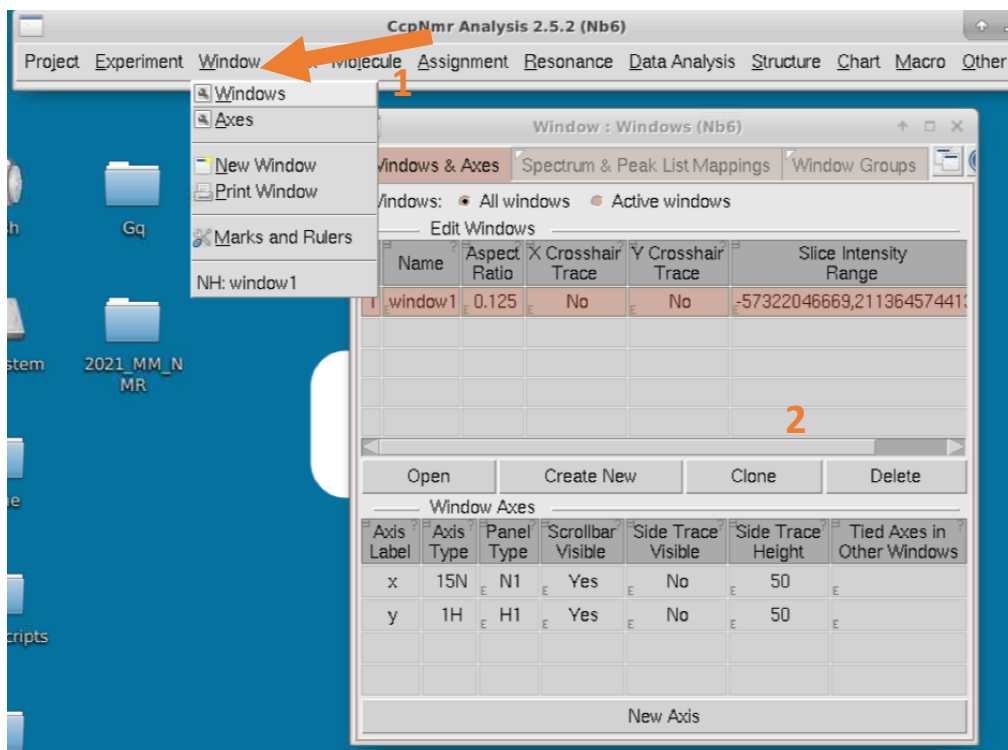 CcpNmr Analysis 2.5.2 (Nb6)
Project Experiment Window Molecule Assignment Resonance Data Analysis Structure Chart Macro Other
1
Windows
Axes
New Window
Print Window
Marks and Rulers
NH: window1
Window : Windows (Nb6)
Windows & Axes Spectrum & Peak List Mappings Window Groups
Windows: All windows Active windows
Edit Windows
Name Aspect Ratio X Crosshair Trace Y Crosshair Trace Slice Intensity Range
1 window1 0.125 No No -57322046669,211364574413
2
Open Create New Clone Delete
Window Axes
Axis Label Axis Type Panel Type Scrollbar Visible Side Trace Visible Side Trace Height Tied Axes in Other Windows
x 15N N1 Yes No 50
y 1H H1 Yes No 50
New Axis
Gq
2021_MM_N
MR
stem
cripts